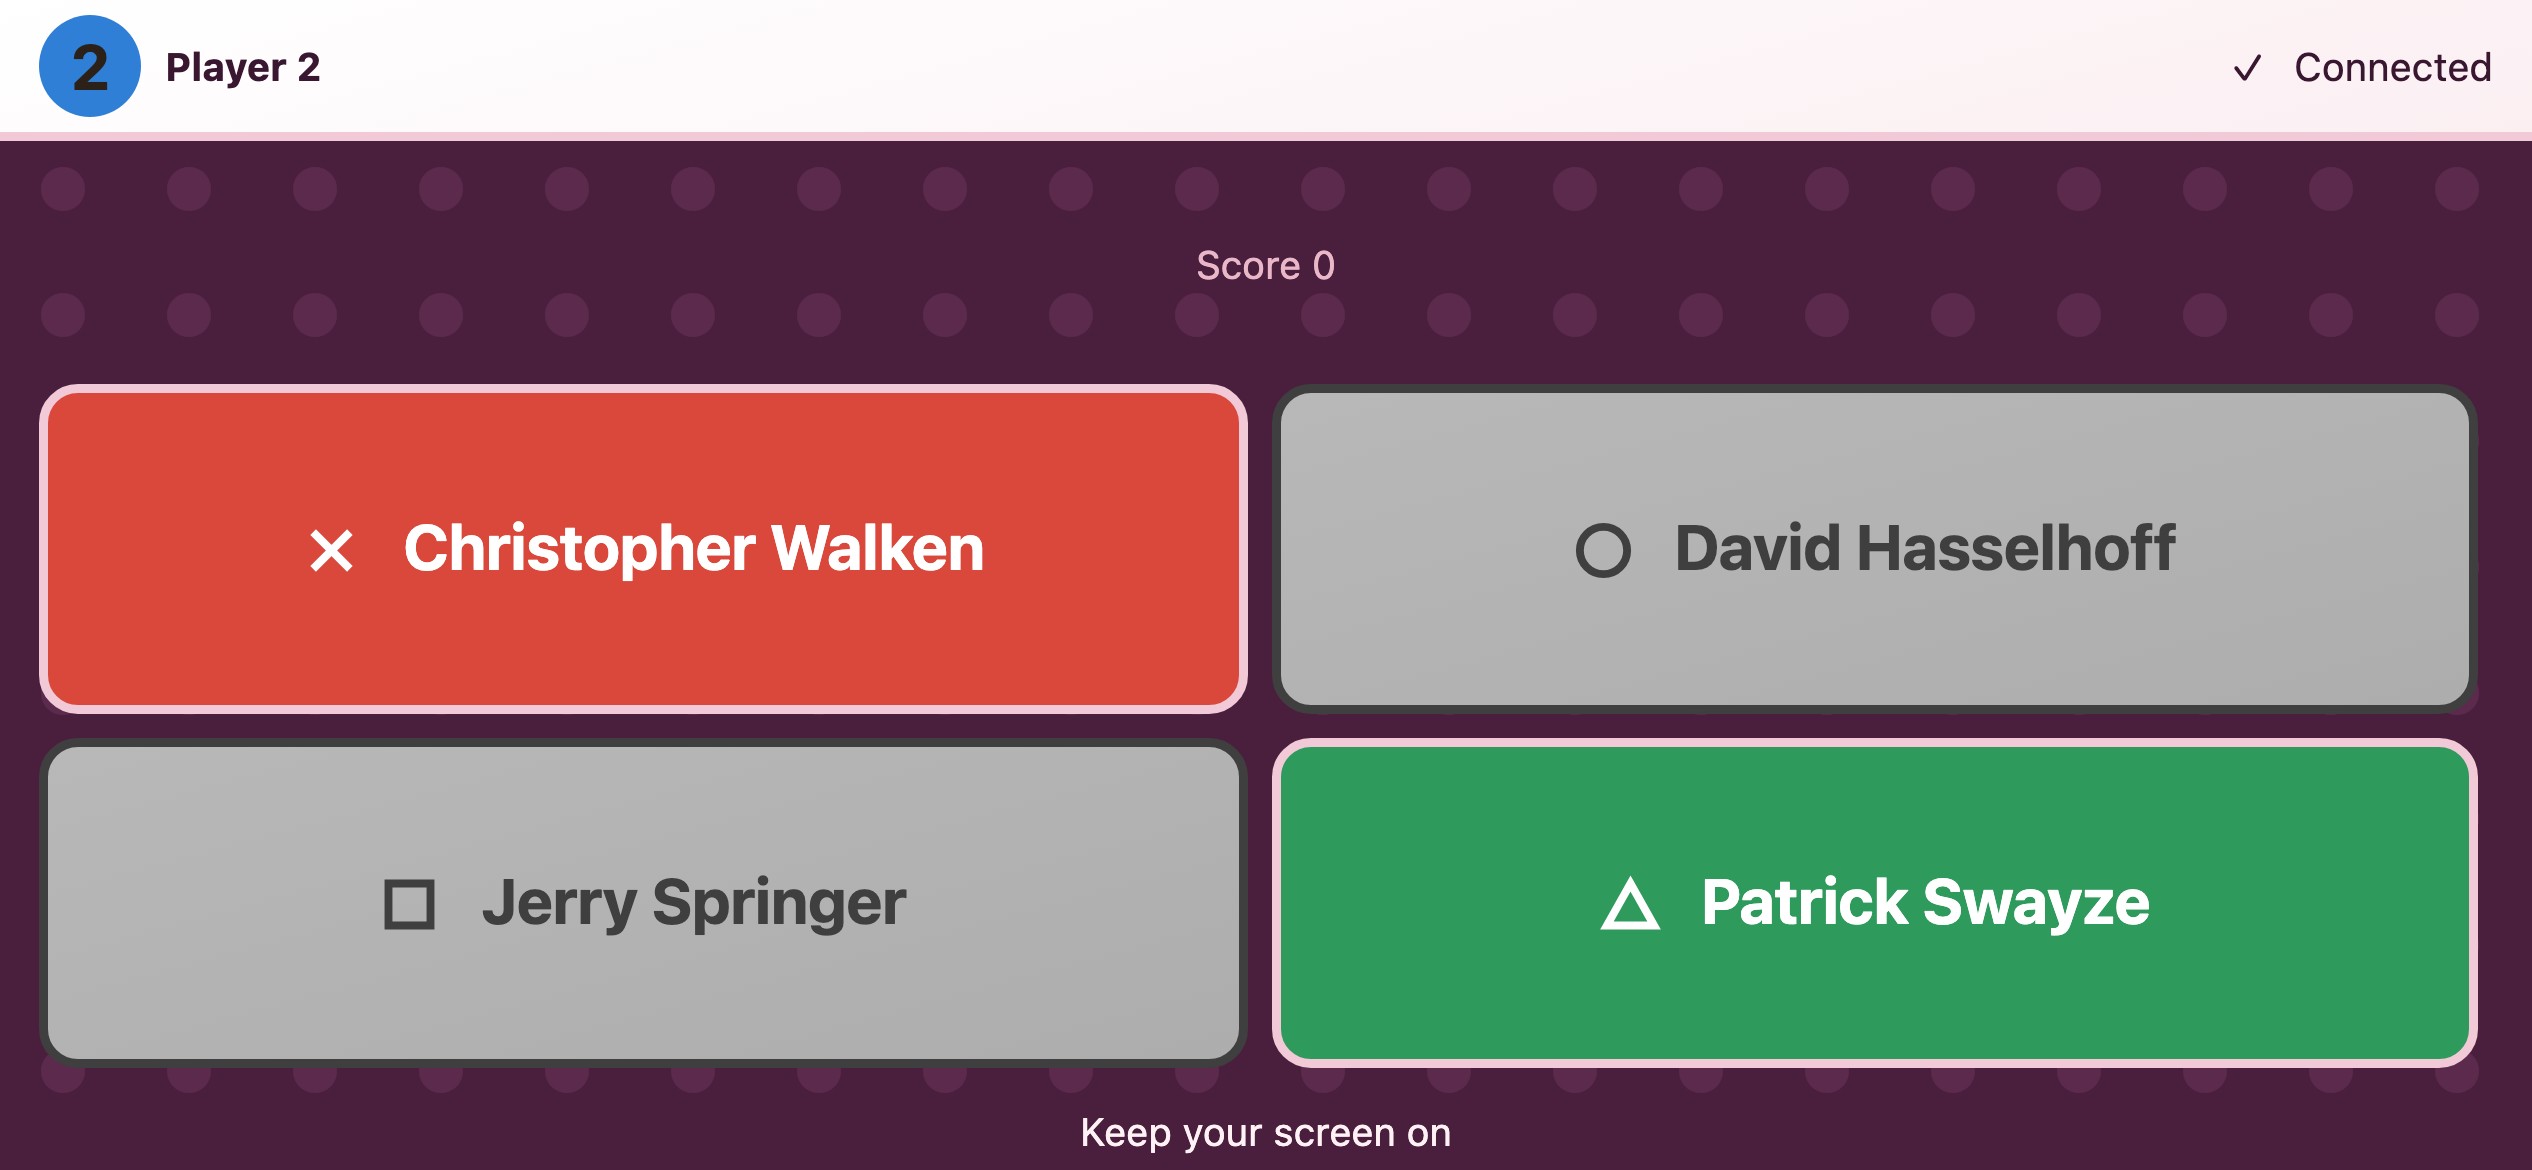 2 Player 2
✓ Connected
Score 0
✕ Christopher Walken
○ David Hasselhoff
□ Jerry Springer
△ Patrick Swayze
Keep your screen on